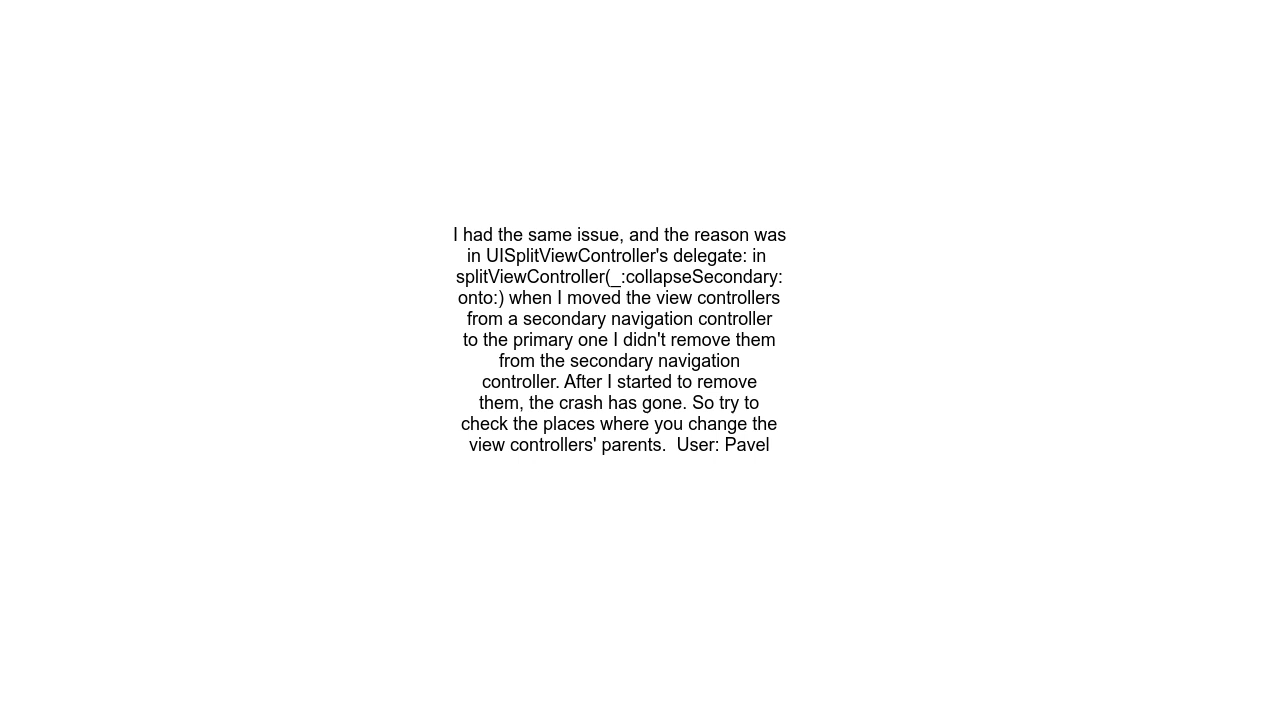 I had the same issue, and the reason was
in UISplitViewController's delegate: in
splitViewController(_:collapseSecondary:
onto:) when I moved the view controllers
from a secondary navigation controller
to the primary one I didn't remove them
from the secondary navigation
controller. After I started to remove
them, the crash has gone. So try to
check the places where you change the
view controllers' parents.  User: Pavel